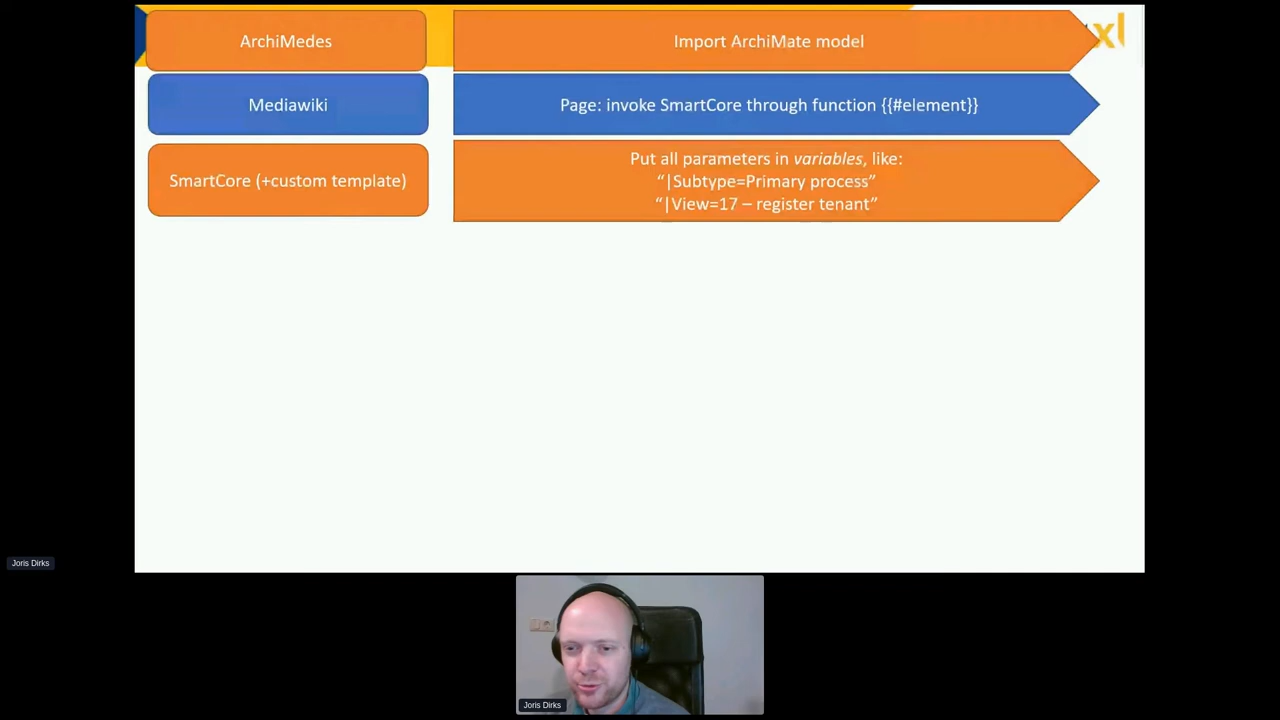 xl
ArchiMedes
Import ArchiMate model
Mediawiki
Page: invoke SmartCore through function {{#element}}
SmartCore (+custom template)
Put all parameters in variables, like:
“|Subtype=Primary process”
“|View=17 – register tenant”
Joris Dirks
Joris Dirks